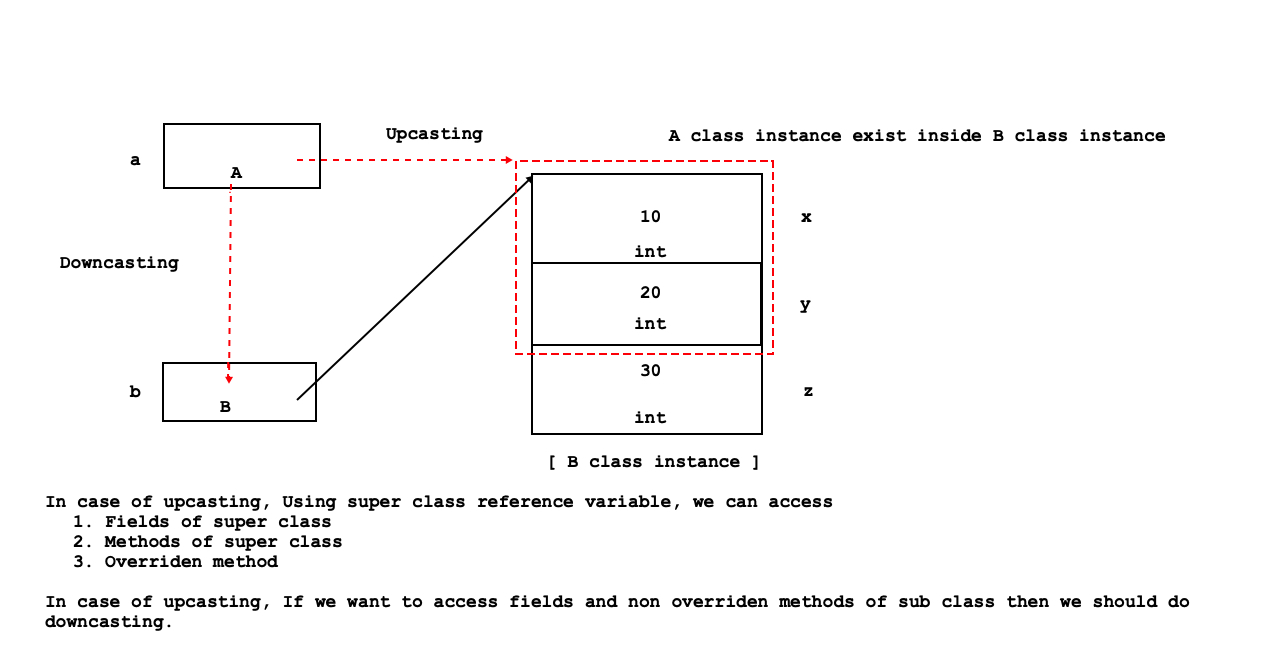 Upcasting
A class instance exist inside B class instance
a
A
10
x
int
Downcasting
20
y
int
30
b
z
B
int
[ B class instance ]
In case of upcasting, Using super class reference variable, we can access
1. Fields of super class
2. Methods of super class
3. Overriden method
In case of upcasting, If we want to access fields and non overriden methods of sub class then we should do
downcasting.